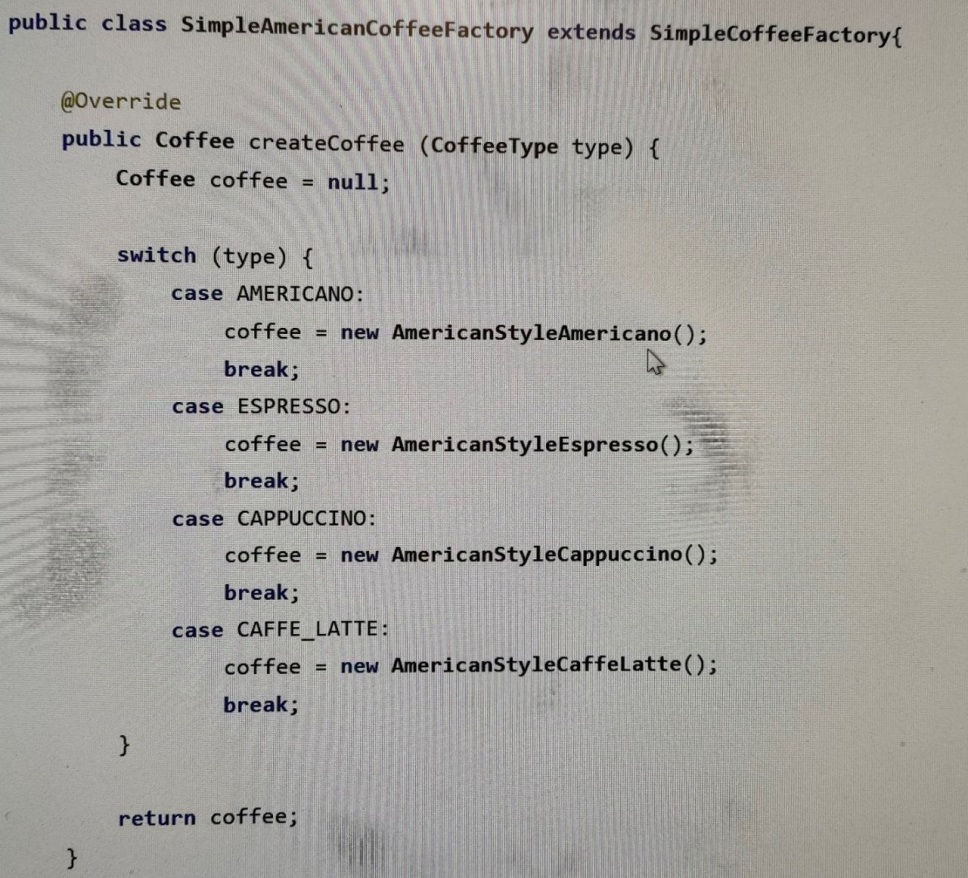 public class SimpleAmericanCoffeeFactory extends SimpleCoffeeFactory{
@Override
public Coffee createCoffee (CoffeeType type) {
Coffee coffee = null;
switch (type) {
case AMERICANO:
coffee = new AmericanStyleAmericano();
break;
case ESPRESSO:
coffee = new AmericanStyleEspresso();
break;
case CAPPUCCINO:
coffee = new AmericanStyleCappuccino();
break;
case CAFFE_LATTE:
coffee = new AmericanStyleCaffeLatte();
break;
}
return coffee;
}